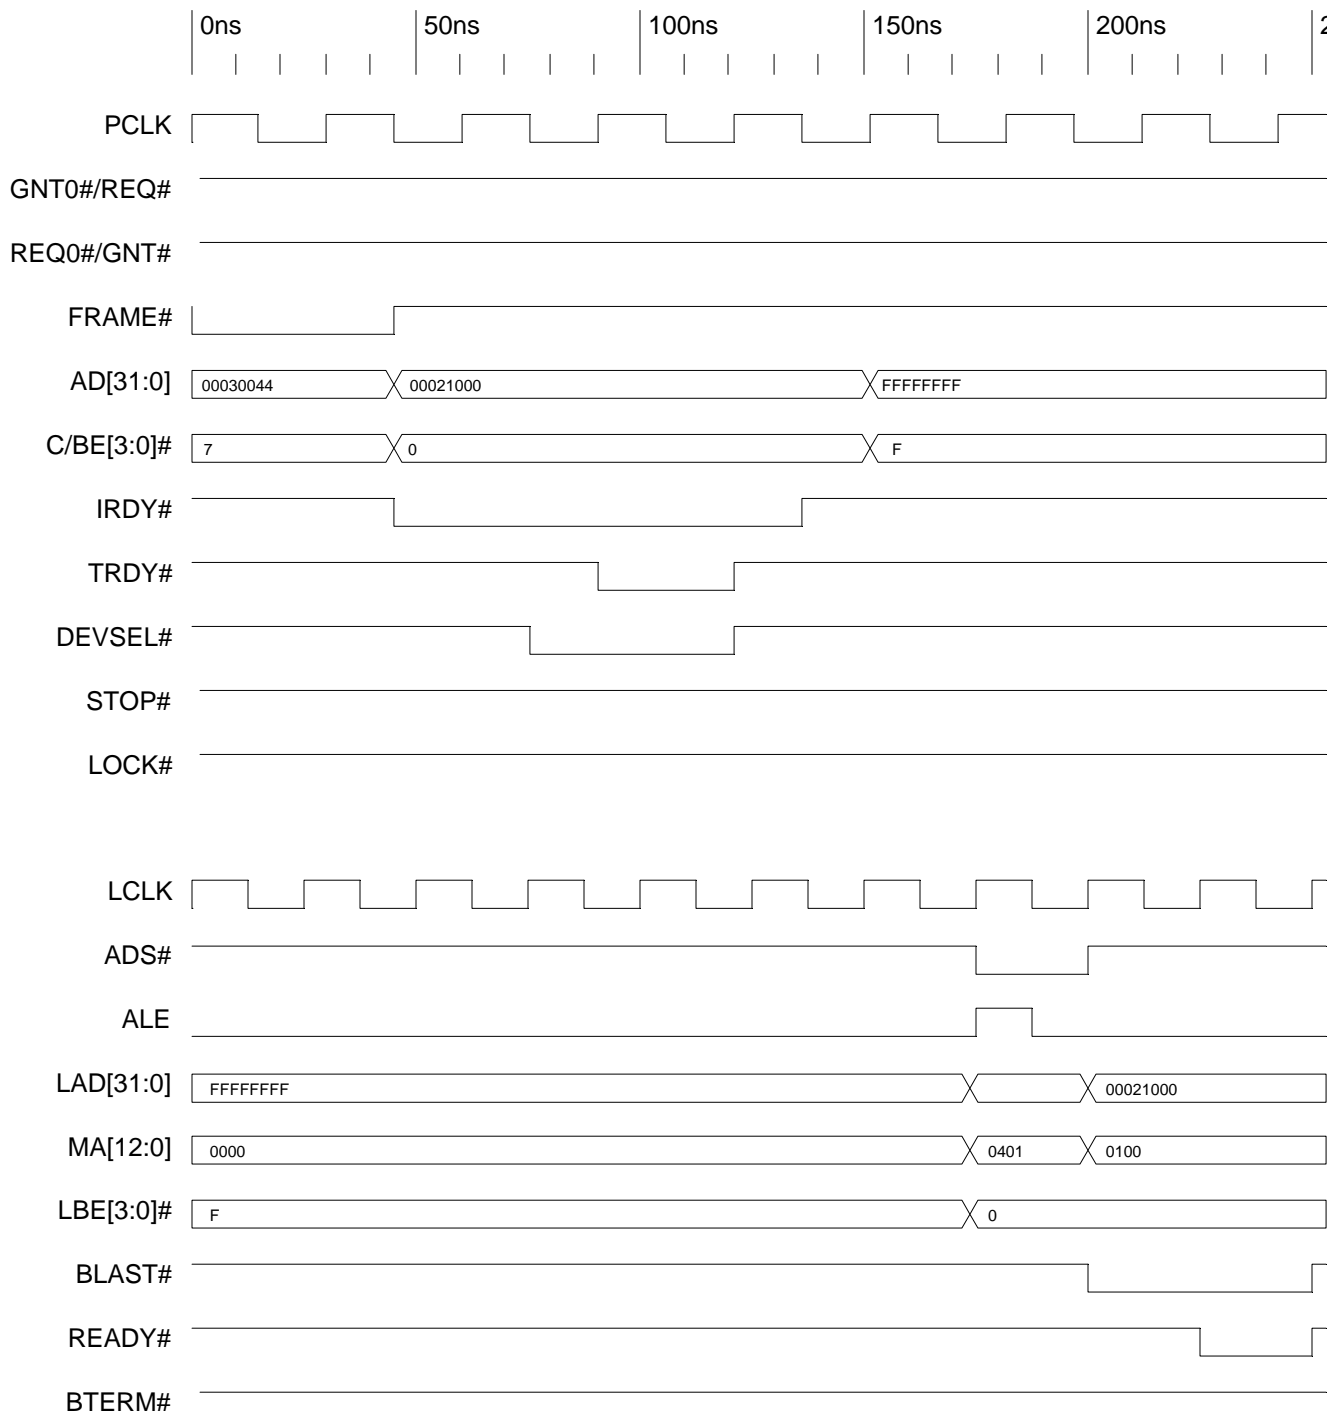 0ns 50ns 100ns 150ns 200ns 2
PCLK
GNT0#/REQ#
REQ0#/GNT#
FRAME#
AD[31:0] 00030044 00021000 FFFFFFFF
C/BE[3:0]# 7 0 F
IRDY#
TRDY#
DEVSEL#
STOP#
LOCK#
LCLK
ADS#
ALE
LAD[31:0] FFFFFFFF 00021000
MA[12:0] 0000 0401 0100
LBE[3:0]# F 0
BLAST#
READY#
BTERM#